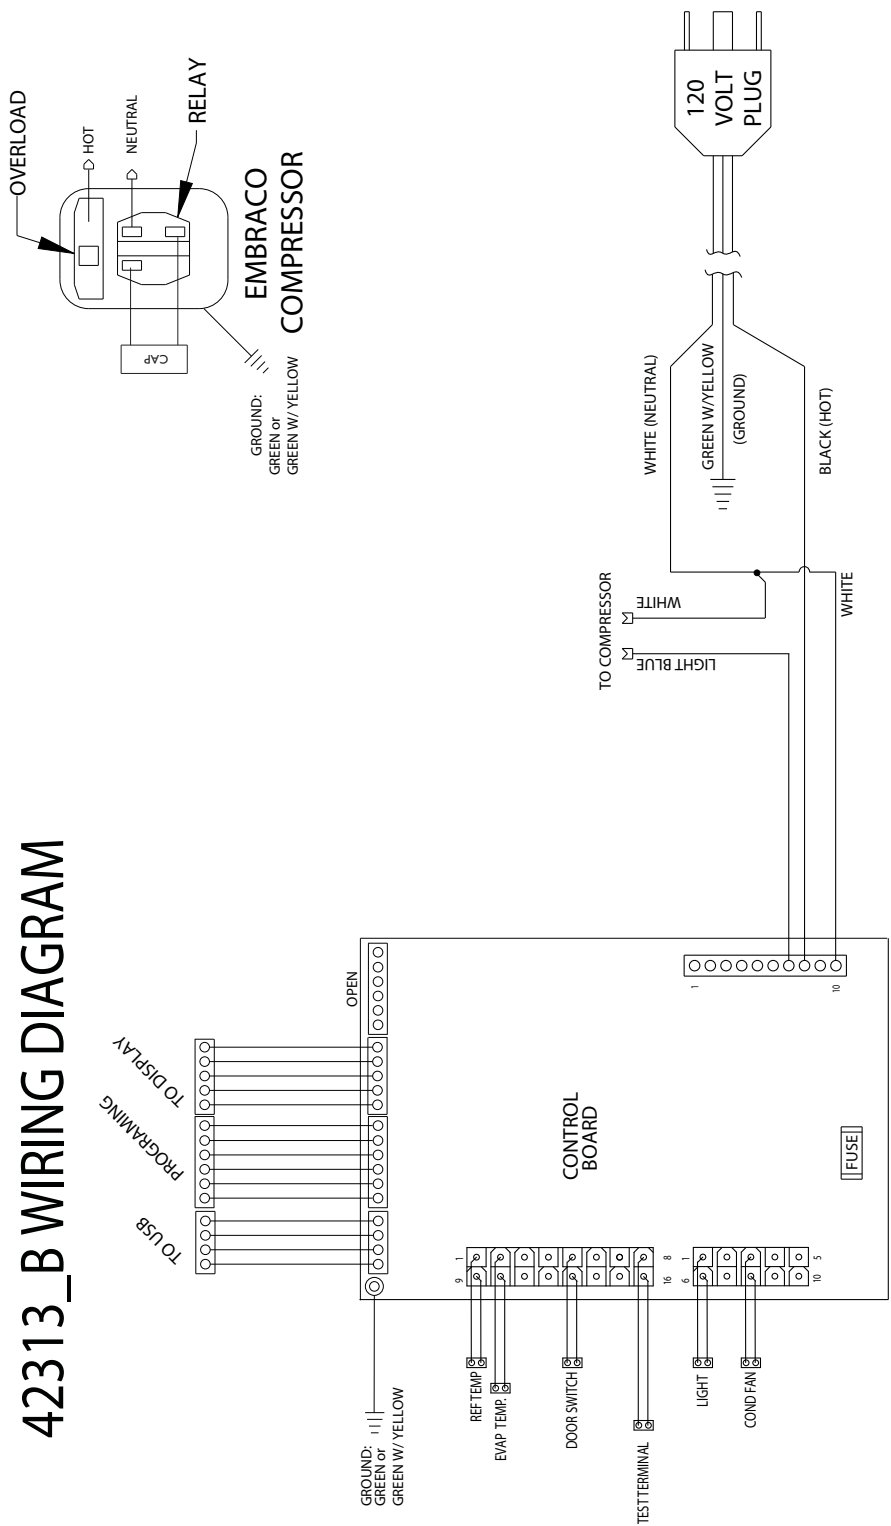 42313_B WIRING DIAGRAM
OVERLOAD
HOT
NEUTRAL
RELAY
EMBRACO
COMPRESSOR
CAP
GROUND:
GREEN or
GREEN W/ YELLOW
120
VOLT
PLUG
WHITE (NEUTRAL)
GREEN W/YELLOW
(GROUND)
BLACK (HOT)
TO COMPRESSOR
WHITE
LIGHT BLUE
WHITE
TO DISPLAY
PROGRAMING
TO USB
OPEN
1
10
CONTROL
BOARD
FUSE
1
9
8
16
1
6
5
10
GROUND:
GREEN or
GREEN W/ YELLOW
REF TEMP
EVAP TEMP.
DOOR SWITCH
TEST TERMINAL
LIGHT
COND FAN